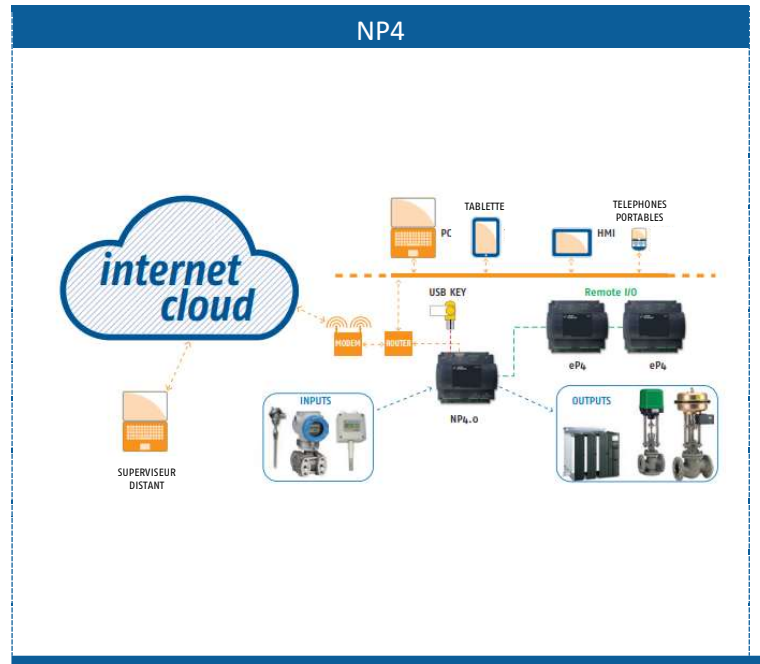 NP4
internet
cloud
PC
TABLETTE
HMI
TELEPHONES
PORTABLES
USB KEY
Remote I/O
MODEM
ROUTER
eP4
eP4
NP4.0
INPUTS
OUTPUTS
SUPERVISEUR
DISTANT